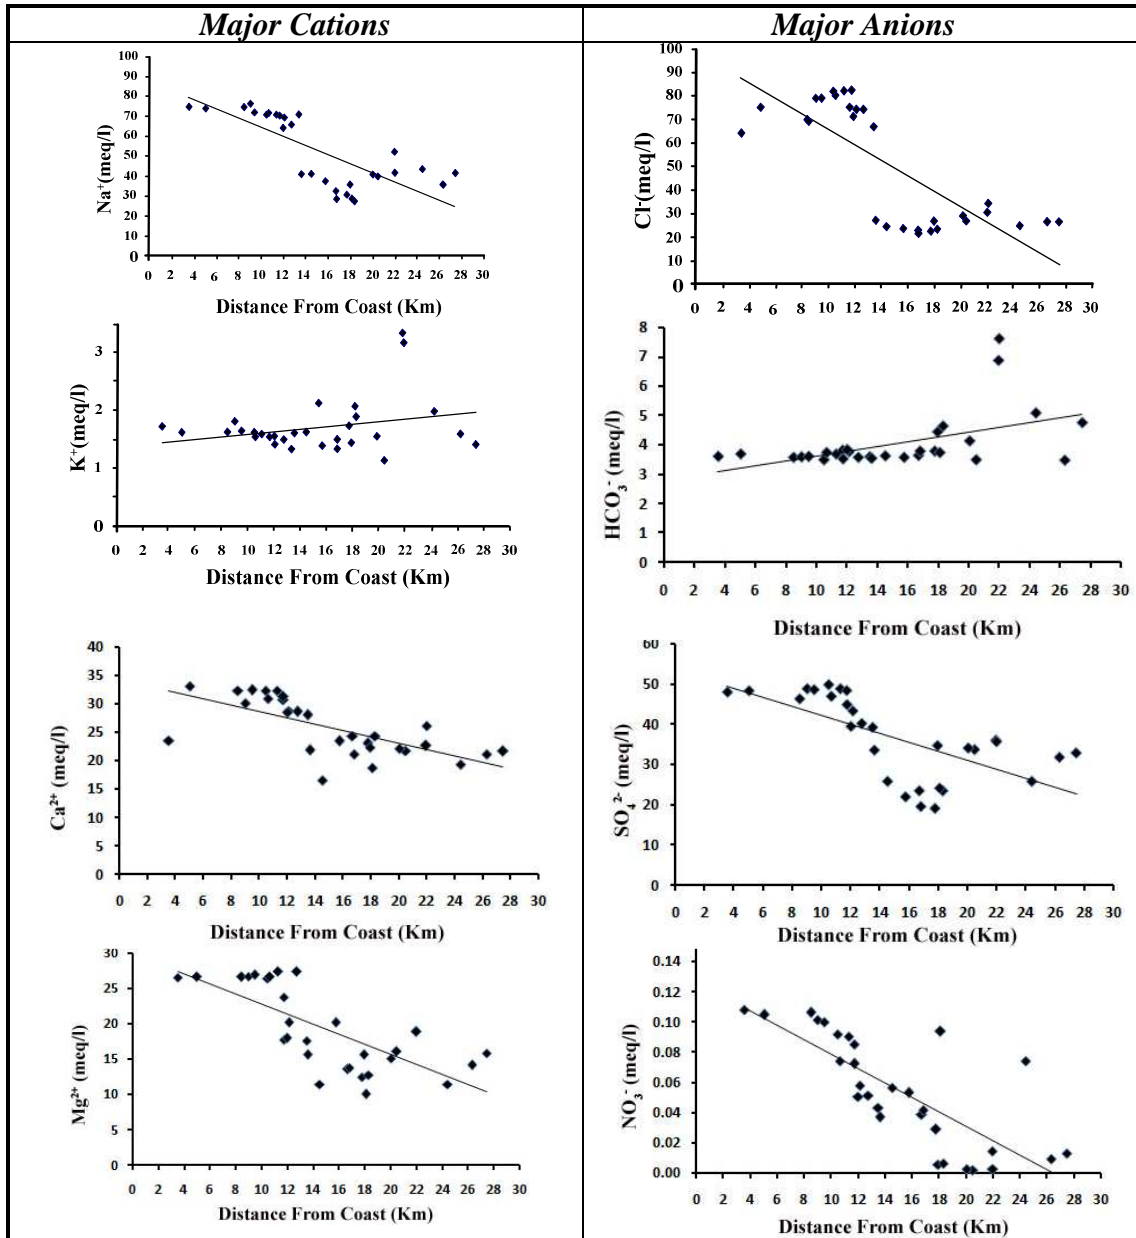 Major Cations
Major Anions
Na⁺(meq/l)
100
90
80
70
60
50
40
30
20
10
0
0 2 4 6 8 10 12 14 16 18 20 22 24 26 28 30
Distance From Coast (Km)
Cl⁻(meq/l)
100
90
80
70
60
50
40
30
20
10
0
0 2 4 6 8 10 12 14 16 18 20 22 24 26 28 30
K⁺(meq/l)
3
2
1
0
0 2 4 6 8 10 12 14 16 18 20 22 24 26 28 30
Distance From Coast (Km)
HCO₃⁻ (meq/l)
8
7
6
5
4
3
2
1
0
0 2 4 6 8 10 12 14 16 18 20 22 24 26 28 30
Distance From Coast (Km)
Ca²⁺ (meq/l)
40
35
30
25
20
15
10
5
0
0 2 4 6 8 10 12 14 16 18 20 22 24 26 28 30
Distance From Coast (Km)
SO₄²⁻ (meq/l)
60
50
40
30
20
10
0
0 2 4 6 8 10 12 14 16 18 20 22 24 26 28 30
Distance From Coast (Km)
Mg²⁺ (meq/l)
30
25
20
15
10
5
0
0 2 4 6 8 10 12 14 16 18 20 22 24 26 28 30
Distance From Coast (Km)
NO₃⁻ (meq/l)
0.14
0.12
0.10
0.08
0.06
0.04
0.02
0.00
0 2 4 6 8 10 12 14 16 18 20 22 24 26 28 30
Distance From Coast (Km)